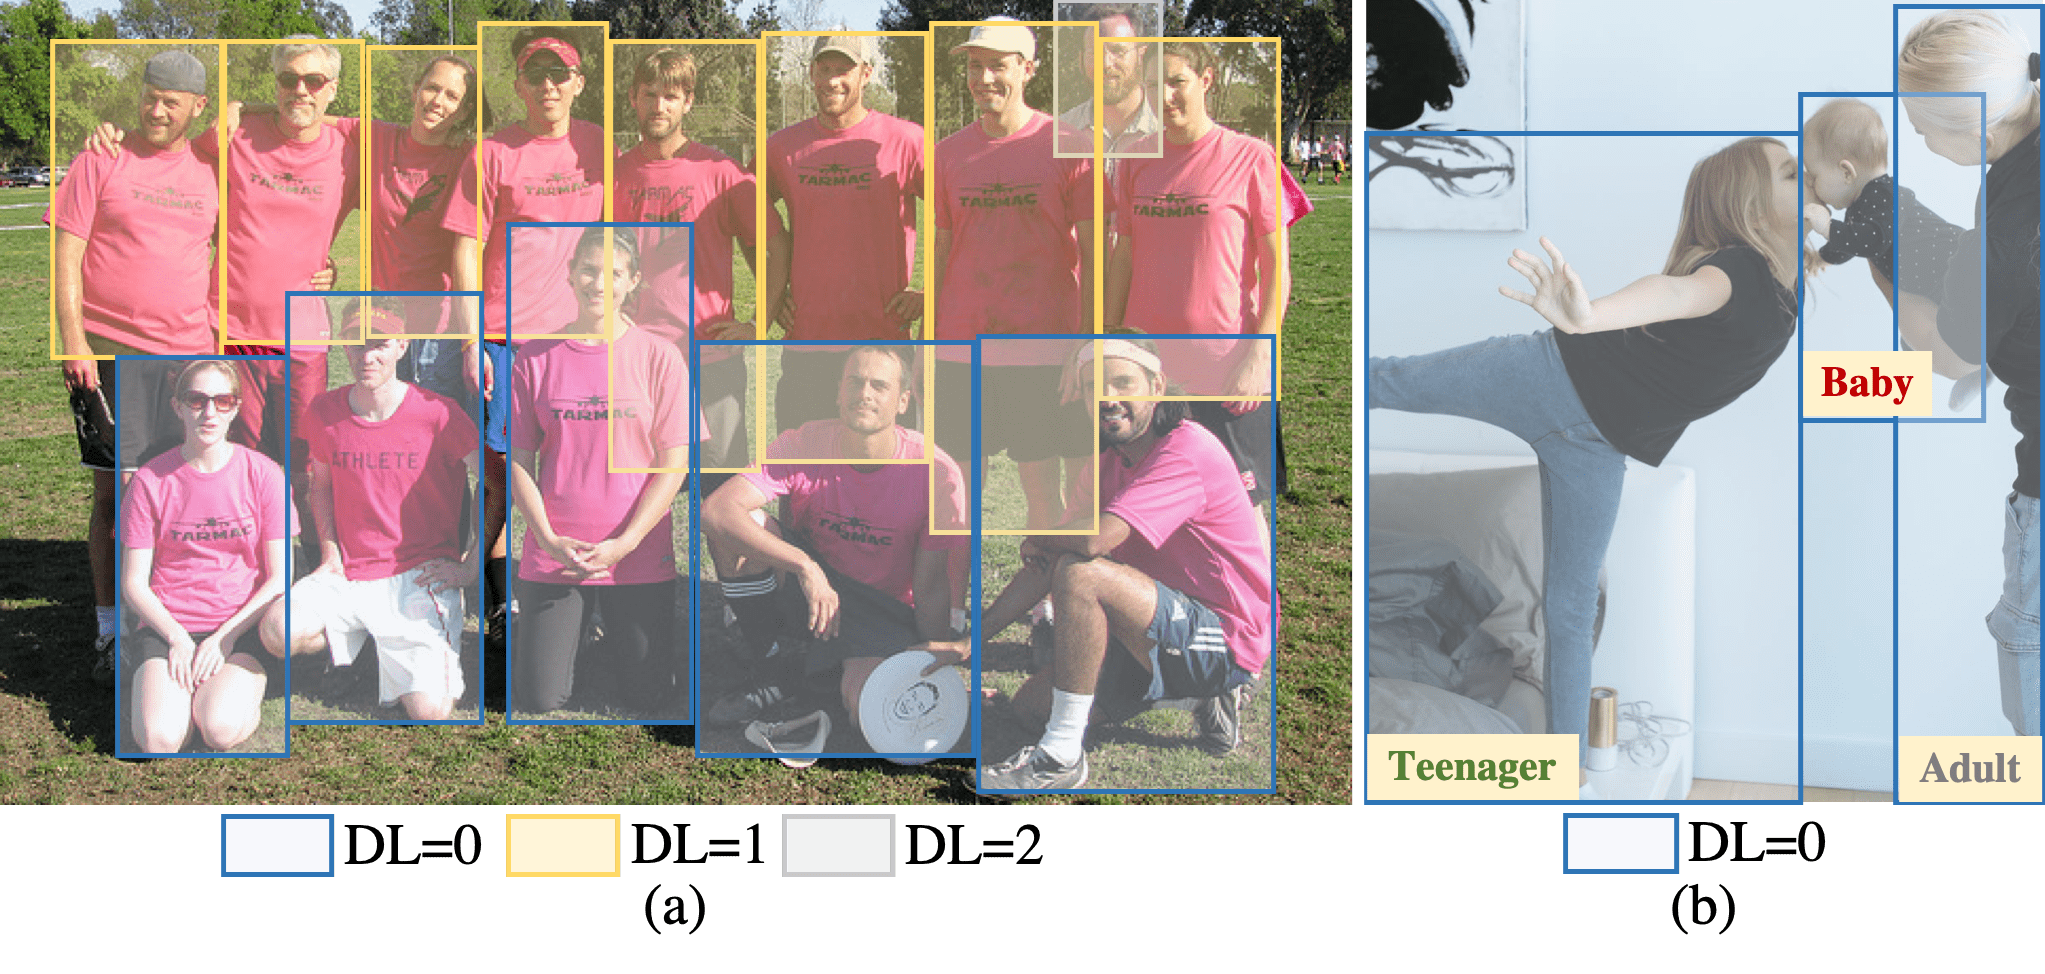 TARMAC
TARMAC
TARMAC
TARMAC
TARMAC
TARMAC
TARMAC
TARMAC
ATHLETE
TARMAC
TARMAC
Baby
Teenager
Adult
DL=0
DL=1
DL=2
DL=0
(a)
(b)